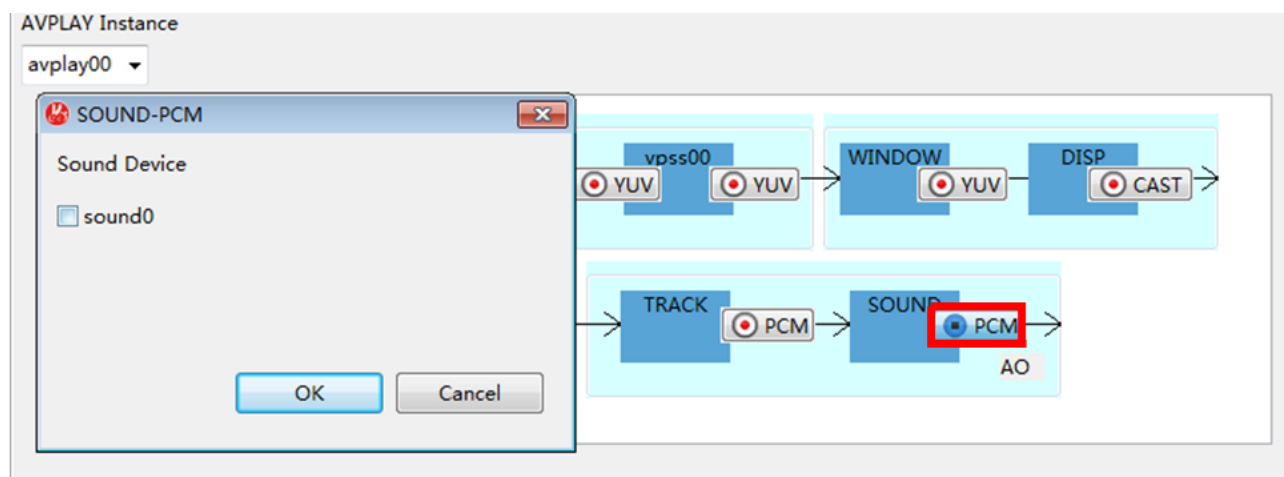 AVPLAY Instance
avplay00
SOUND-PCM
Sound Device
sound0
OK Cancel
vpss00 WINDOW DISP
YUV YUV YUV CAST
TRACK SOUND
PCM PCM
AO